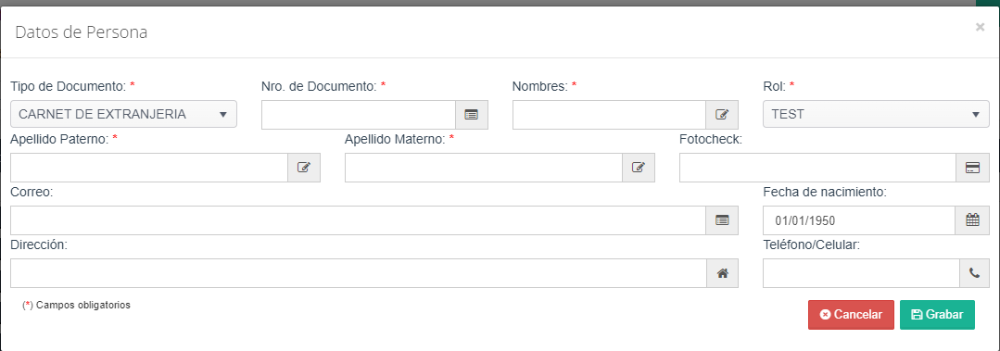 Datos de Persona ×
Tipo de Documento: * Nro. de Documento: * Nombres: * Rol: *
CARNET DE EXTRANJERIA TEST
Apellido Paterno: * Apellido Materno: * Fotocheck:
Correo: Fecha de nacimiento:
01/01/1950
Dirección: Teléfono/Celular:
(*) Campos obligatorios Cancelar Grabar